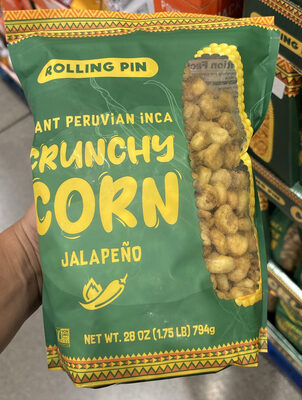 ROLLING PIN
ANT PERUVIAN INCA
CRUNCHY
CORN
JALAPEÑO
NET WT. 28 OZ (1.75 LB) 794g